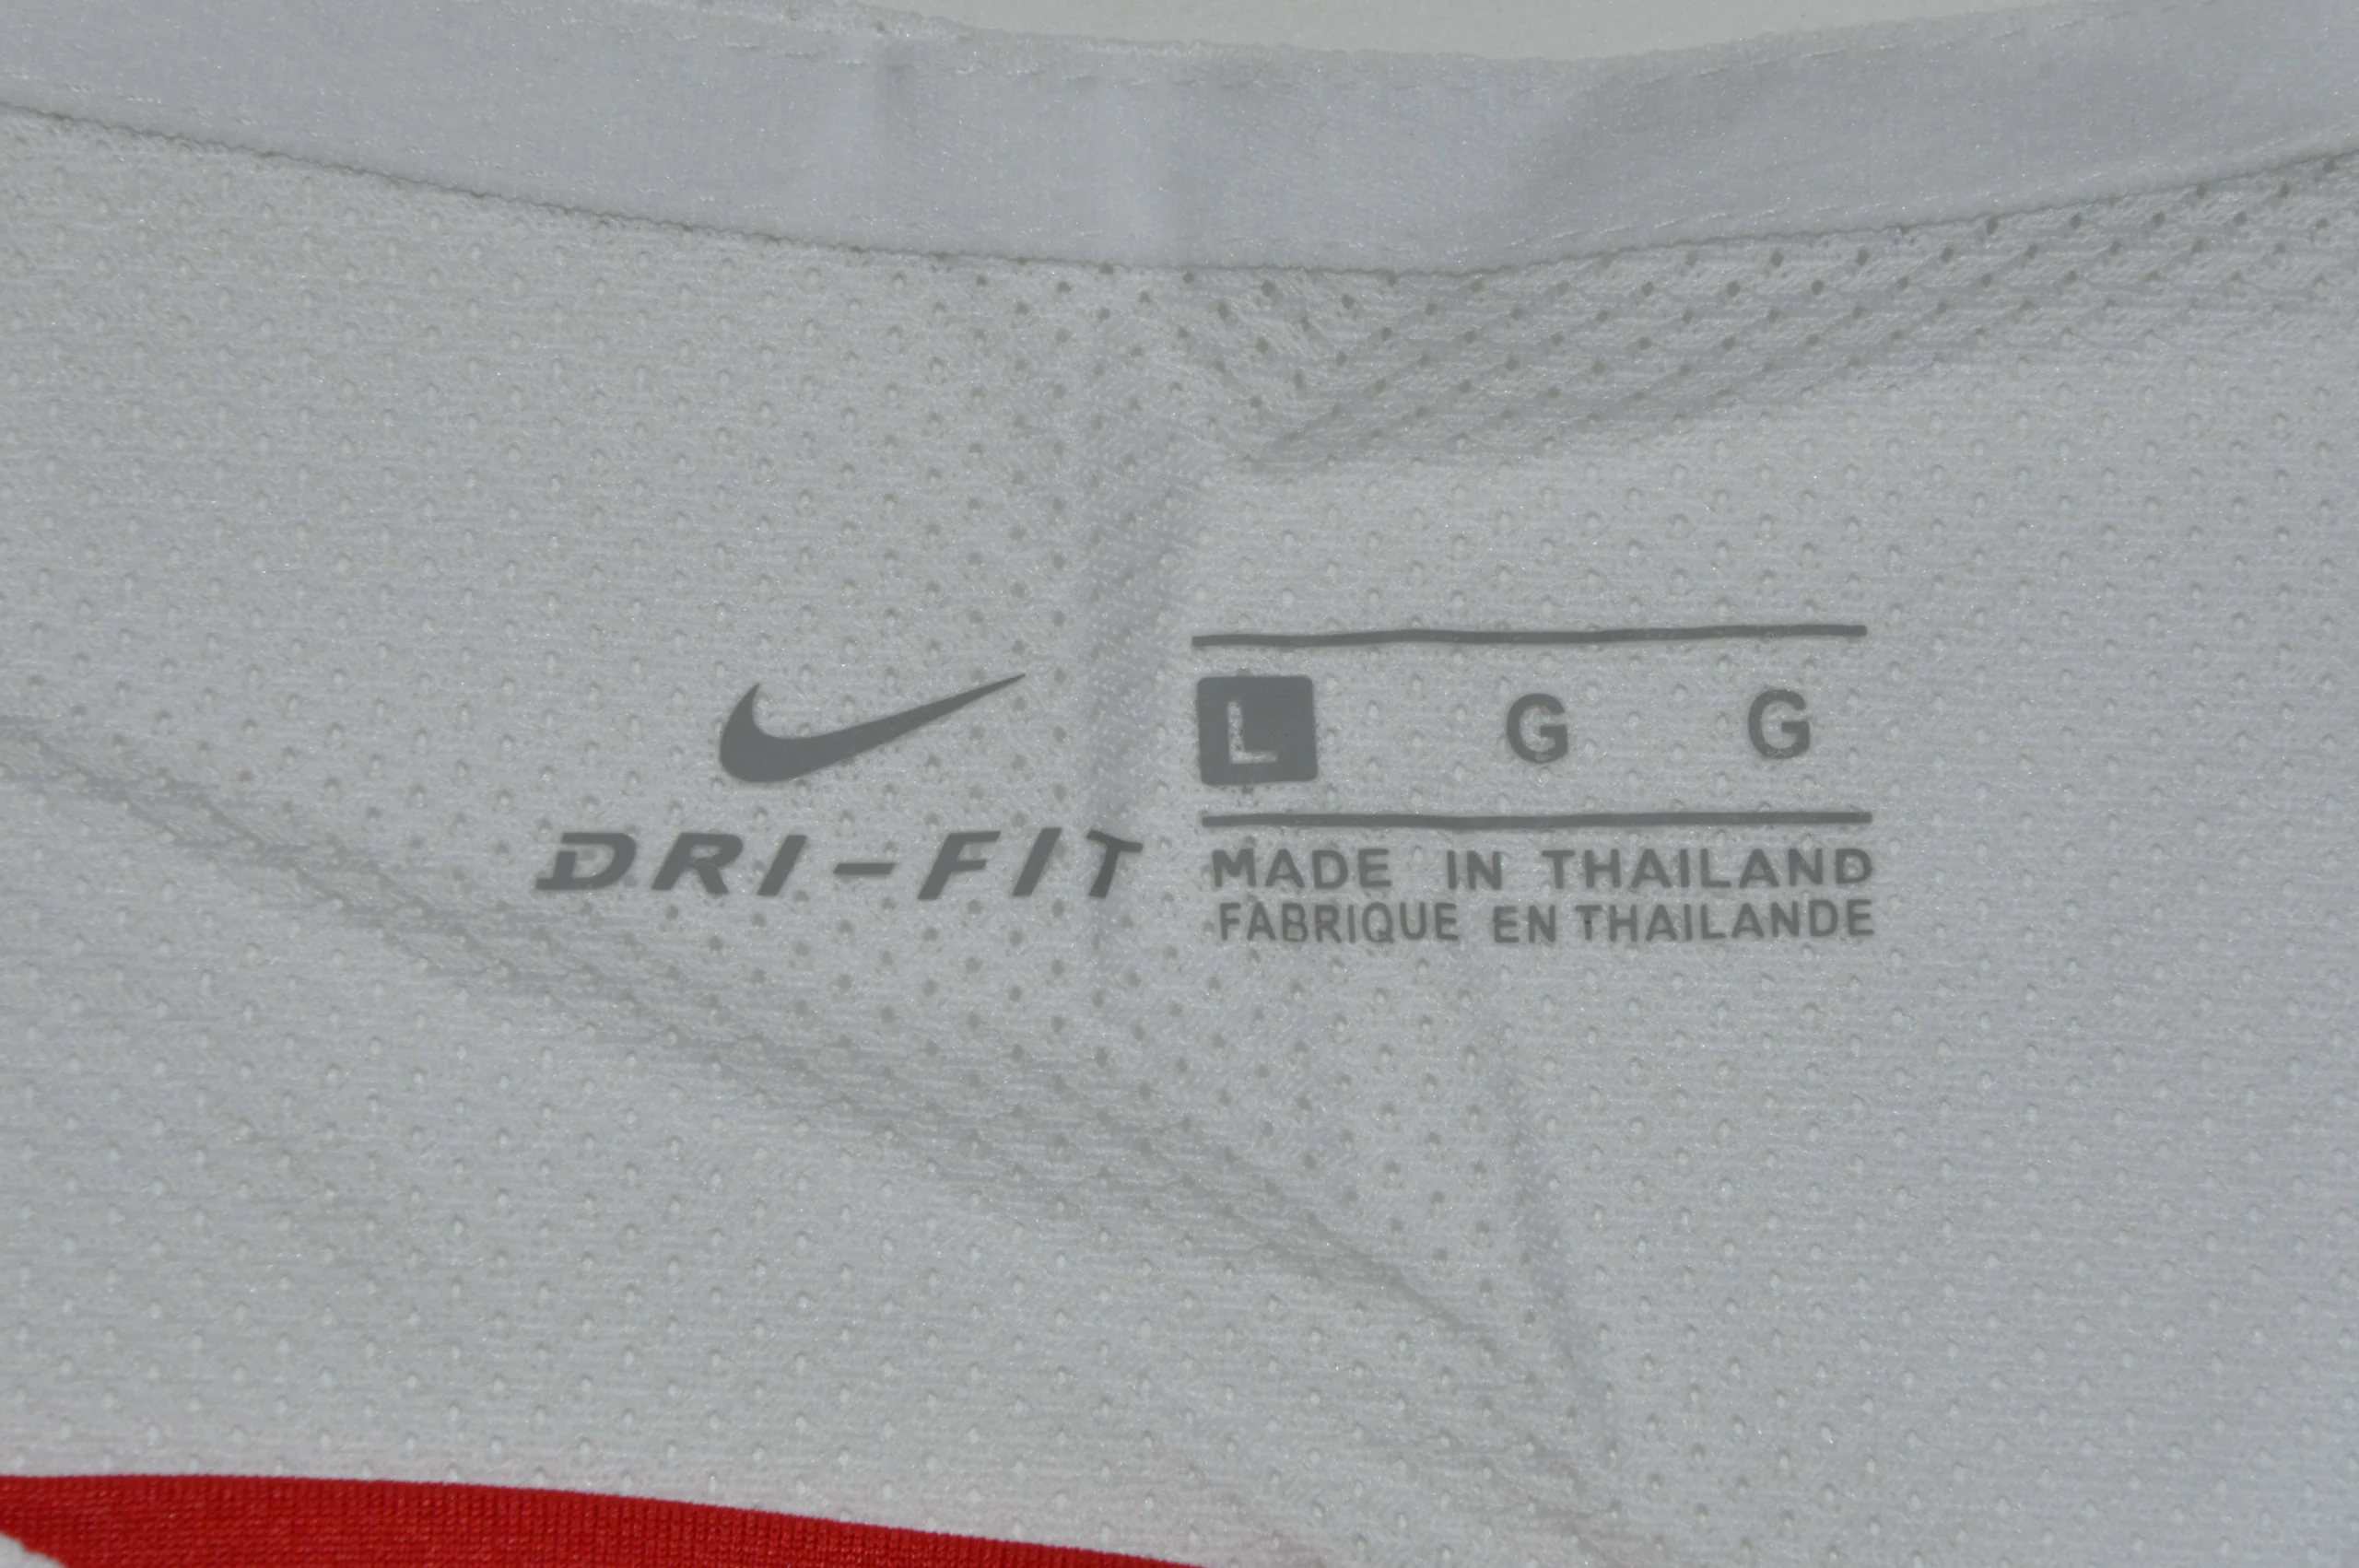 DRI-FIT
L G G
MADE IN THAILAND
FABRIQUE EN THAILANDE